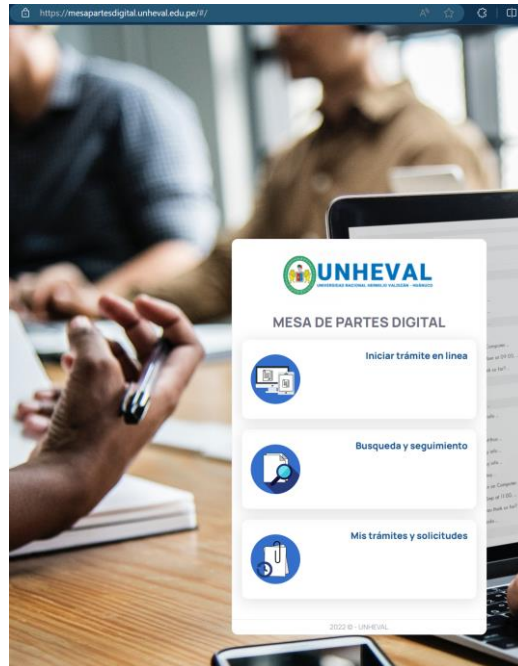 https://mesapartesdigital.unheval.edu.pe/#/
UNHEVAL
UNIVERSIDAD NACIONAL HERMILIO VALDIZÁN - HUÁNUCO
MESA DE PARTES DIGITAL
Iniciar trámite en linea
Busqueda y seguimiento
Mis trámites y solicitudes
2022 © - UNHEVAL